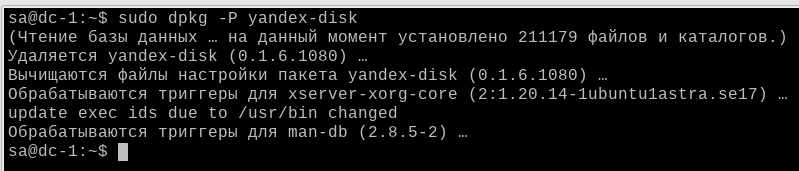 sa@dc-1:~$ sudo dpkg -P yandex-disk
(Чтение базы данных … на данный момент установлено 211179 файлов и каталогов.)
Удаляется yandex-disk (0.1.6.1080) …
Вычищаются файлы настройки пакета yandex-disk (0.1.6.1080) …
Обрабатываются триггеры для xserver-xorg-core (2:1.20.14-1ubuntu1astra.se17) …
update exec ids due to /usr/bin changed
Обрабатываются триггеры для man-db (2.8.5-2) …
sa@dc-1:~$